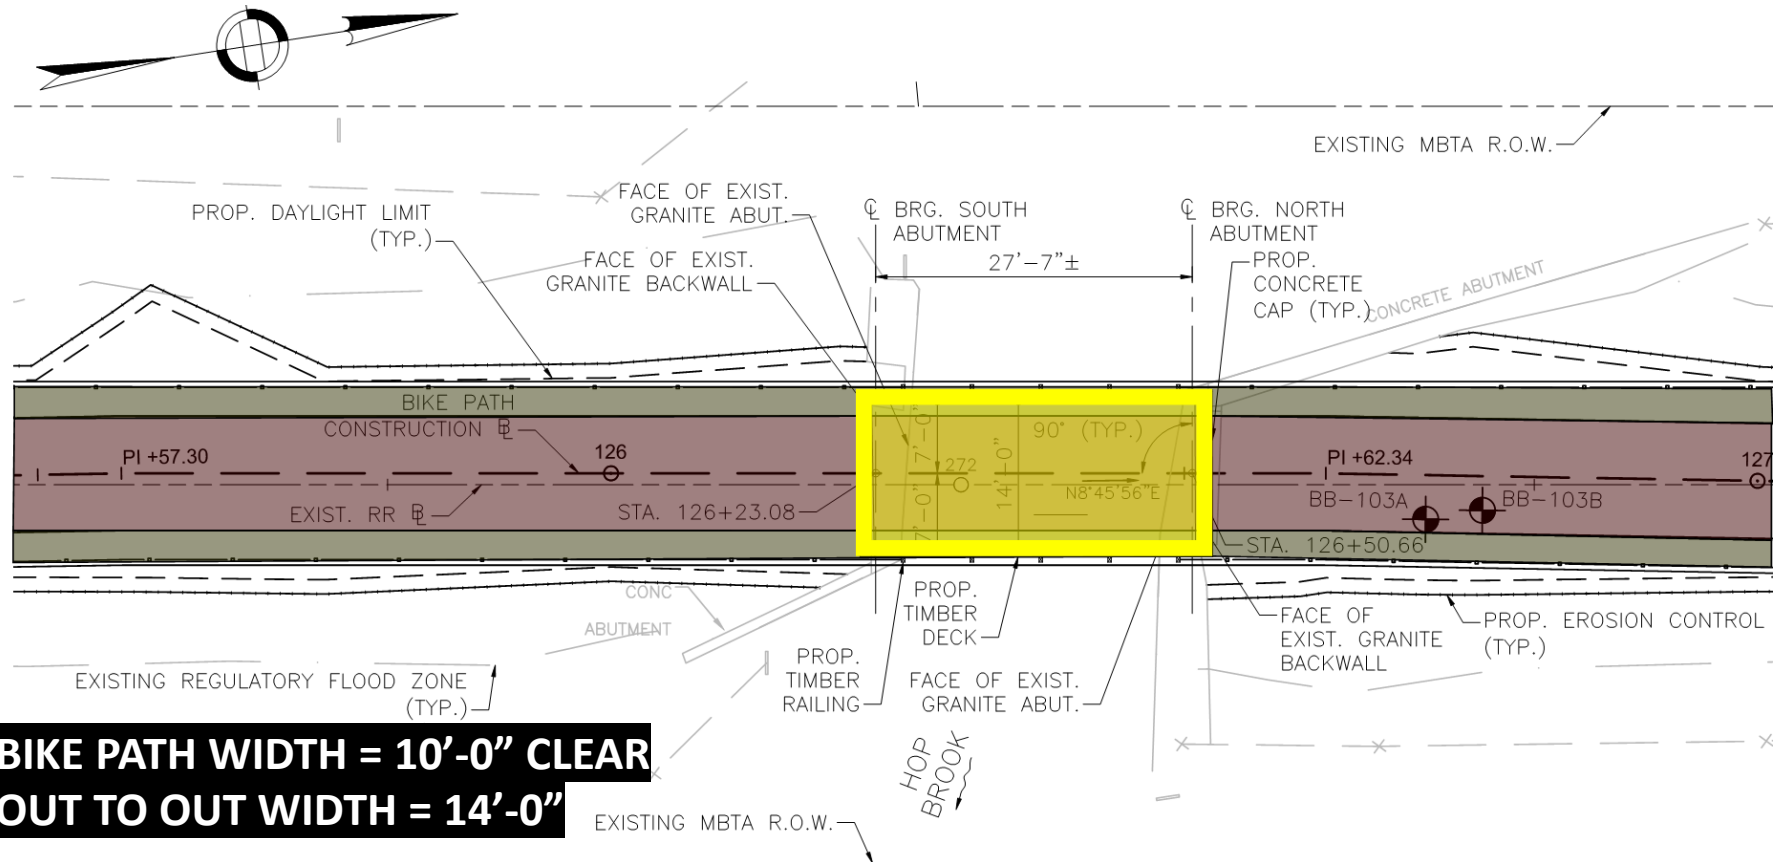 EXISTING MBTA R.O.W.
PROP. DAYLIGHT LIMIT
(TYP.)
FACE OF EXIST.
GRANITE ABUT.
FACE OF EXIST.
GRANITE BACKWALL
℄ BRG. SOUTH
ABUTMENT
℄ BRG. NORTH
ABUTMENT
27'-7"±
PROP.
CONCRETE
CAP (TYP.)
CONCRETE ABUTMENT
BIKE PATH
CONSTRUCTION BL
PI +57.30
126
EXIST. RR BL
STA. 126+23.08
7'-0"
7'-0"
14'-0"
272
90° (TYP.)
N8°45'56"E
PI +62.34
127
BB-103A
BB-103B
STA. 126+50.66
CONC
ABUTMENT
PROP.
TIMBER
DECK
PROP.
TIMBER
RAILING
FACE OF EXIST.
GRANITE ABUT.
FACE OF
EXIST. GRANITE
BACKWALL
PROP. EROSION CONTROL
(TYP.)
EXISTING REGULATORY FLOOD ZONE
(TYP.)
HOP
BROOK
BIKE PATH WIDTH = 10'-0” CLEAR
OUT TO OUT WIDTH = 14'-0”
EXISTING MBTA R.O.W.